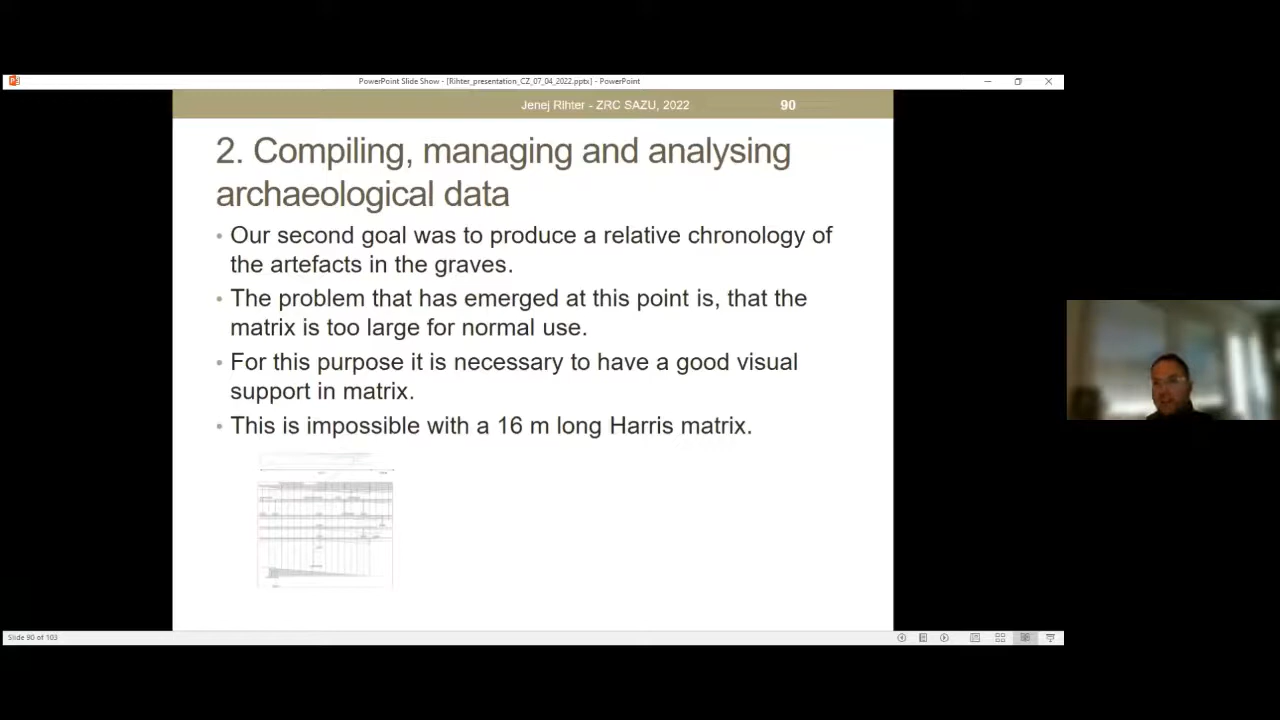 PowerPoint Slide Show - [Rihter_presentation_CZ_07_04_2022.pptx] - PowerPoint
Jenej Rihter - ZRC SAZU, 2022
90
2. Compiling, managing and analysing
archaeological data
• Our second goal was to produce a relative chronology of
the artefacts in the graves.
• The problem that has emerged at this point is, that the
matrix is too large for normal use.
• For this purpose it is necessary to have a good visual
support in matrix.
• This is impossible with a 16 m long Harris matrix.
Slide 90 of 103